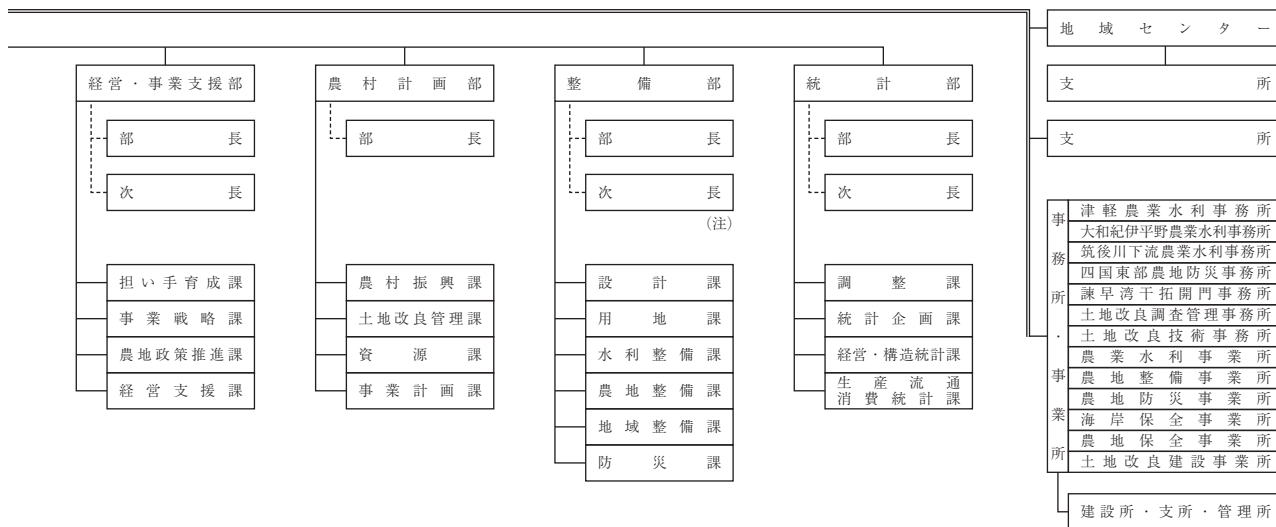 経営・事業支援部
部長
次長
担い手育成課
事業戦略課
農地政策推進課
経営支援課
農村計画部
部長
農村振興課
土地改良管理課
資源課
事業計画課
整備部
部長
次長
(注)
設計課
用地課
水利整備課
農地整備課
地域整備課
防災課
統計部
部長
次長
調整課
統計企画課
経営・構造統計課
生産流通
消費統計課
地域センター
支所
支所
事務所・事業所
津軽農業水利事務所
大和紀伊平野農業水利事務所
筑後川下流農業水利事務所
四国東部農地防災事務所
諫早湾干拓開門事務所
土地改良調査管理事務所
土地改良技術事務所
農業水利事業所
農地整備事業所
農地防災事業所
海岸保全事業所
農地保全事業所
土地改良建設事業所
建設所・支所・管理所